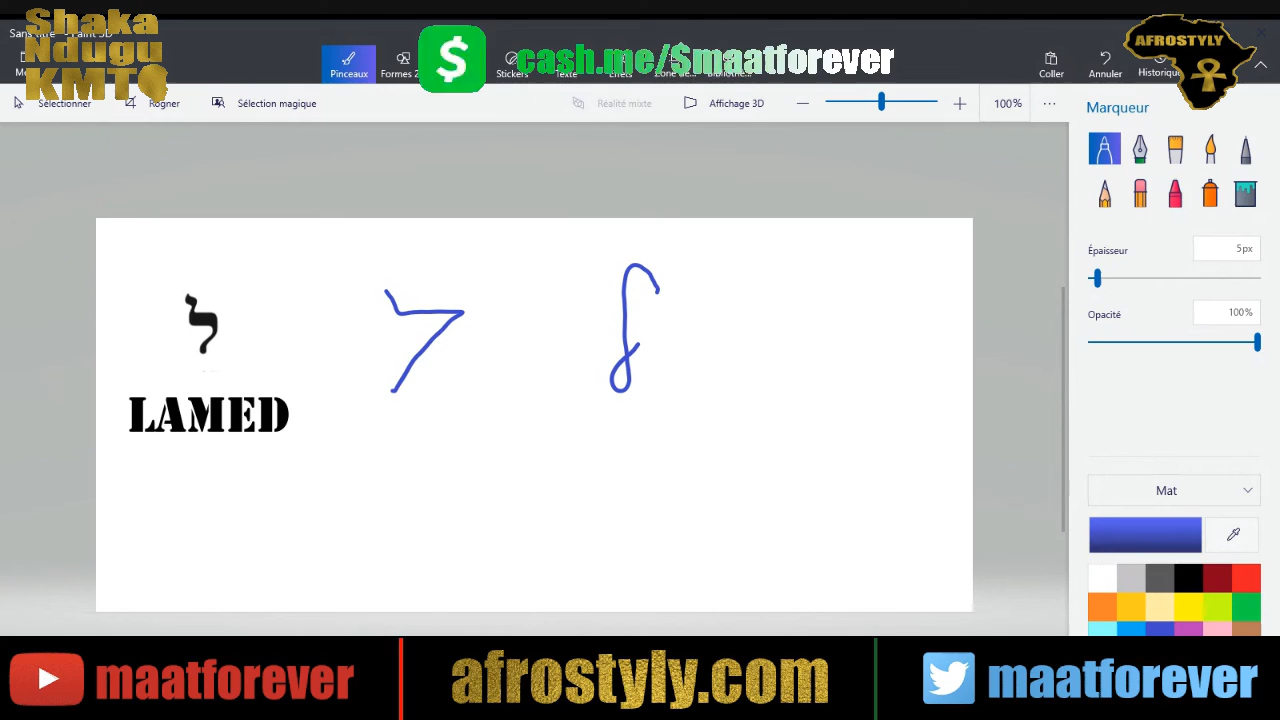 Shaka
Ndugu
KMT
cash.me/$maatforever
AFROSTYLY
Pinceaux
Stickers
Coller
Annuler
Historique
Sélectionner
Rogner
Sélection magique
Réalité mixte
Affichage 3D
100%
Marqueur
Épaisseur
5px
Opacité
100%
Mat
ל
LAMED
maatforever
afrostyly.com
maatforever